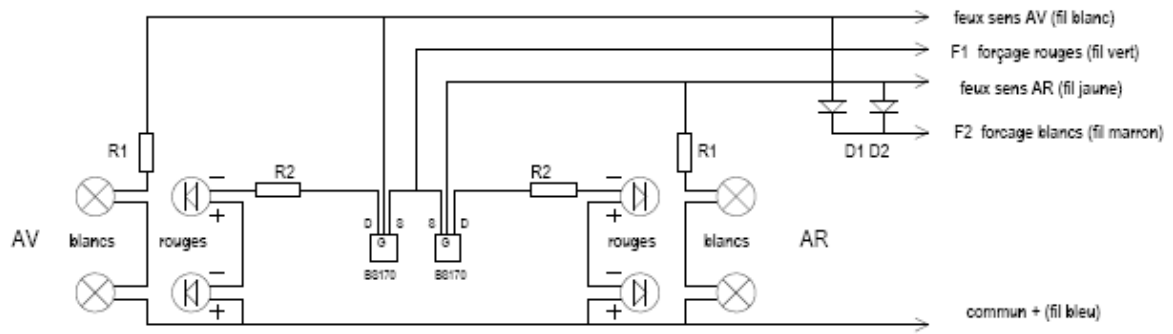 feux sens AV (fil blanc)
F1 forçage rouges (fil vert)
feux sens AR (fil jaune)
F2 forcage blancs (fil marron)
D1 D2
R1
R1
R2
R2
D
S
S
D
G
G
AV
blancs
rouges
rouges
blancs
AR
BS170
BS170
commun + (fil bleu)